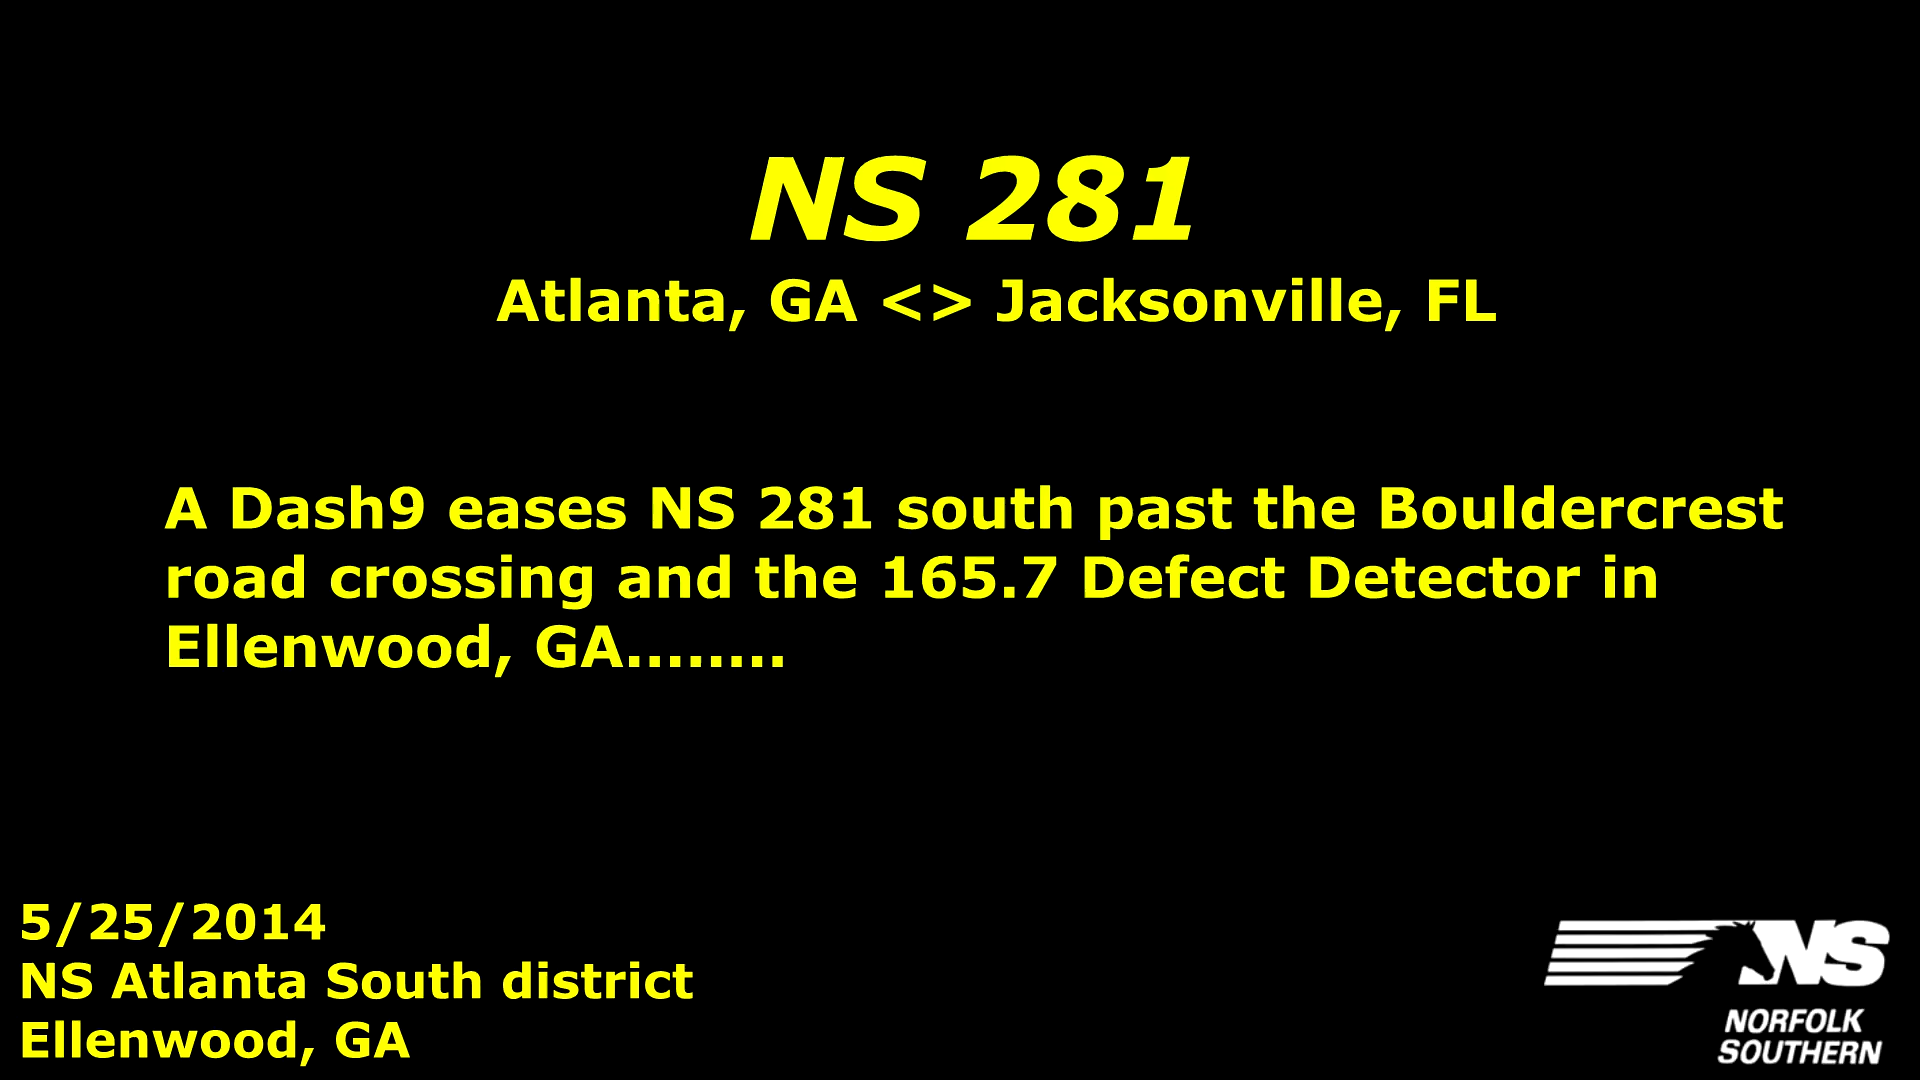 NS 281
Atlanta, GA <> Jacksonville, FL
A Dash9 eases NS 281 south past the Bouldercrest
road crossing and the 165.7 Defect Detector in
Ellenwood, GA........
5/25/2014
NS Atlanta South district
Ellenwood, GA
NS
NORFOLK
SOUTHERN